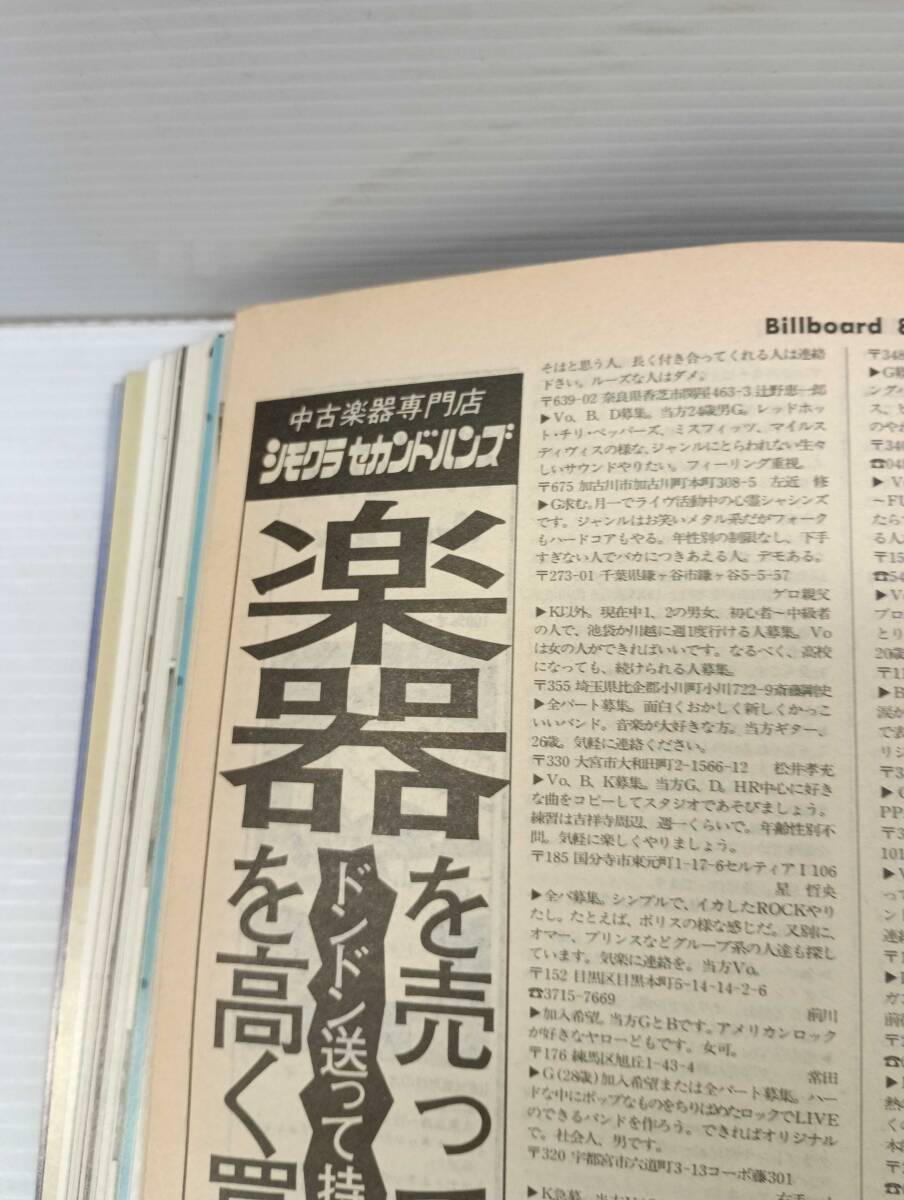 Billboard
中古楽器専門店
シモクラセカンドハンズ
楽器を売っ
ドンドン送って持
を高く買
そはと思う人。長く付き合ってくれる人は連絡
下さい。ルーズな人はダメ。
〒639-02 奈良県香芝市関屋463-3 辻野恵一郎
▶Vo、B、D募集。当方24歳男G。レッドホッ
ト・チリ・ペッパーズ、ミスフィッツ、マイルス
ディヴィスの様な、ジャンルにとらわれない生々
しいサウンドやりたい。フィーリング重視。
〒675 加古川市加古川町本町308-5 左近 修
▶G求む。月一でライヴ活動中の心霊シャシンズ
です。ジャンルはお笑いメタル系だがフォーク
もハードコアもやる。年性別の制限なし、下手
すぎない人でバカにつきあえる人。デモある。
〒273-01 千葉県鎌ヶ谷市鎌ヶ谷5-5-57
ゲロ親父
▶K以外、現在中1、2の男女、初心者〜中級者
の人で、池袋か川越に週1度行ける人募集。Vo
は女の人ができればいいです。なるべく、高校
になっても、続けられる人募集。
〒355 埼玉県比企郡小川町小川722-9斎藤剛史
▶全パート募集。面白くおかしく新しくかっこ
いいバンド。音楽が大好きな方。当方ギター、
26歳。気軽に連絡ください。
〒330 大宮市大和田町2-1566-12 松井孝充
▶Vo、B、K募集。当方G、D。HR中心に好き
な曲をコピーしてスタジオであそびましょう。
練習は吉祥寺周辺、週一くらいで。年齢性別不
問。気軽に楽しくやりましょう。
〒185 国分寺市東元町1-17-6セルティア I 106
星 哲央
▶全パ募集。シンプルで、イカしたROCKやり
たし。たとえば、ポリスの様な感じだ。又別に、
オマー、プリンスなどグループ系の人達も探し
ています。気楽に連絡を。当方Vo。
〒152 目黒区目黒本町5-14-14-2-6
☎3715-7669
前川
▶加入希望。当方GとBです。アメリカンロック
が好きなヤローどもです。女可。
〒176 練馬区旭丘1-43-4
常田
▶G(28歳)加入希望または全パート募集。ハー
ドな中にポップなものをちりばめたロックでLIVE
のできるバンドを作ろう。できればオリジナル
で。社会人、男です。
〒320 宇都宮市六道町3-13コーポ藤301
▶K急募。